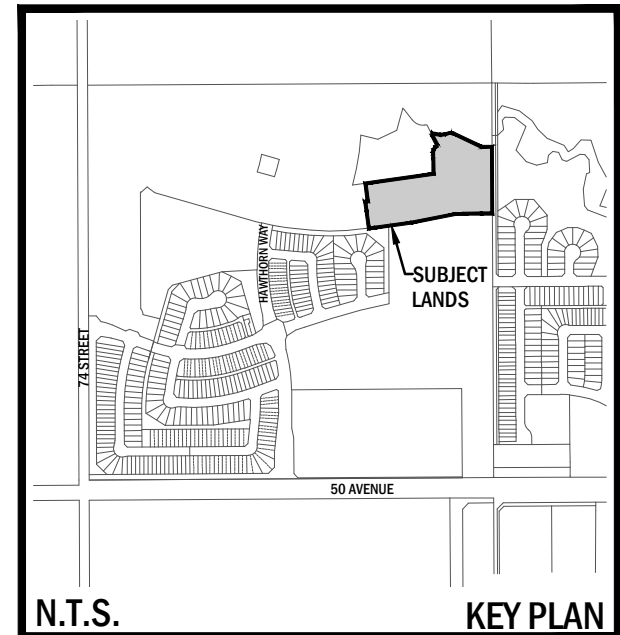 HAWTHORN WAY
SUBJECT
LANDS
74 STREET
50 AVENUE
N.T.S.
KEY PLAN